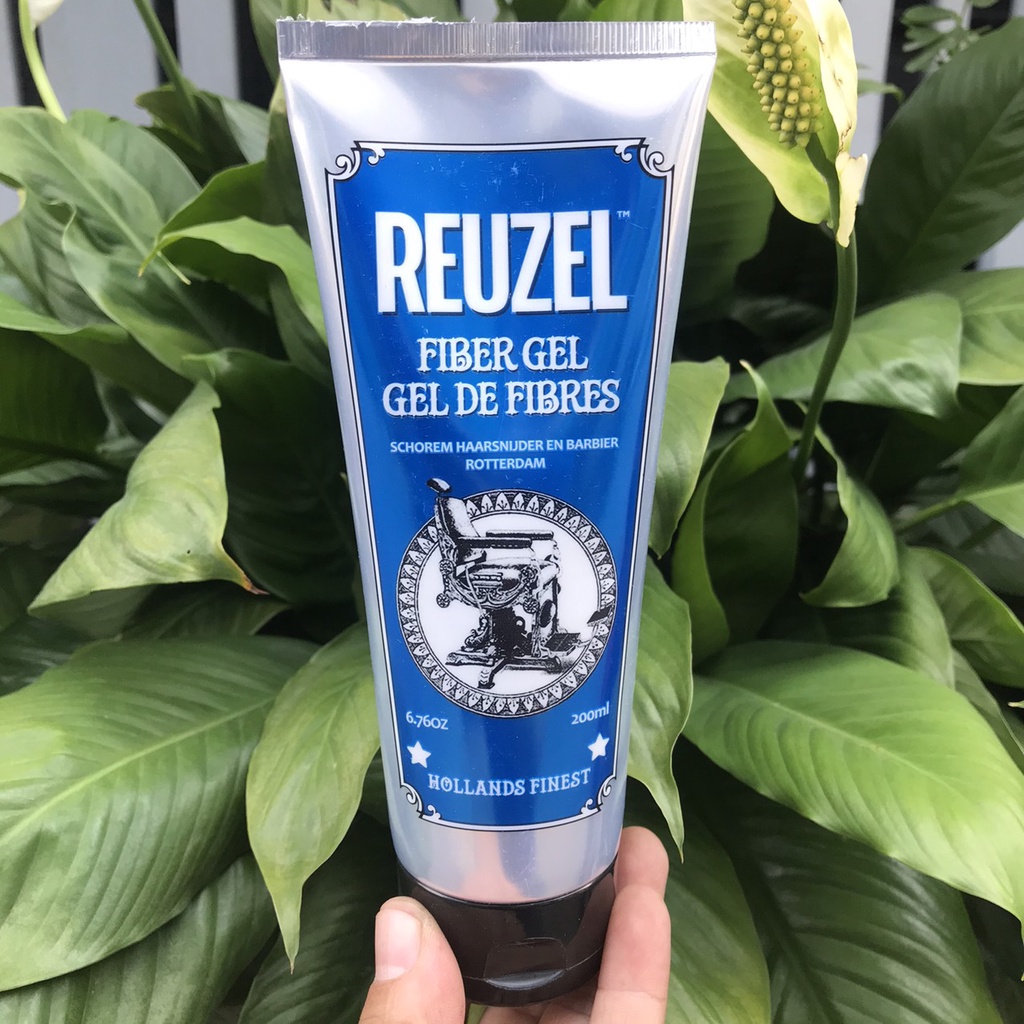 REUZEL™
FIBER GEL
GEL DE FIBRES
SCHOREM HAARSNIJDER EN BARBIER
ROTTERDAM
6.76OZ 200ml
HOLLANDS FINEST